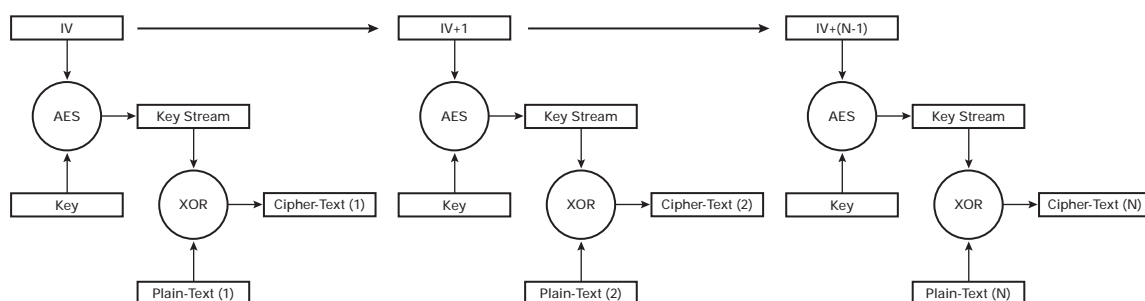 IV
IV+1
IV+(N-1)
AES
Key Stream
AES
Key Stream
AES
Key Stream
Key
XOR
Cipher-Text (1)
Key
XOR
Cipher-Text (2)
Key
XOR
Cipher-Text (N)
Plain-Text (1)
Plain-Text (2)
Plain-Text (N)